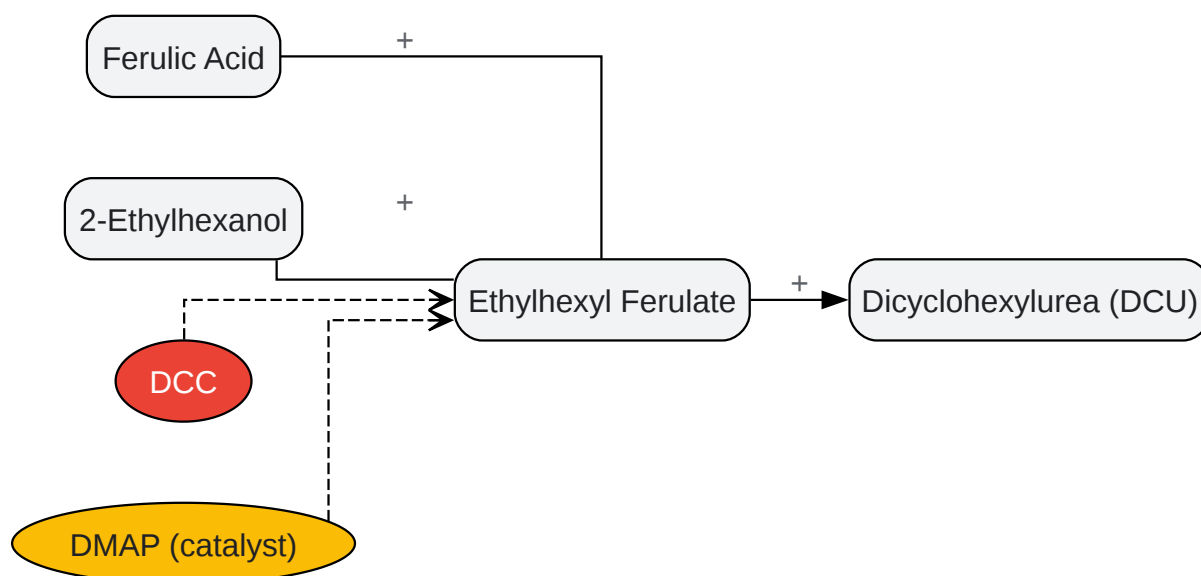 Ferulic Acid
+
2-Ethylhexanol
+
Ethylhexyl Ferulate
+
Dicyclohexylurea (DCU)
DCC
DMAP (catalyst)